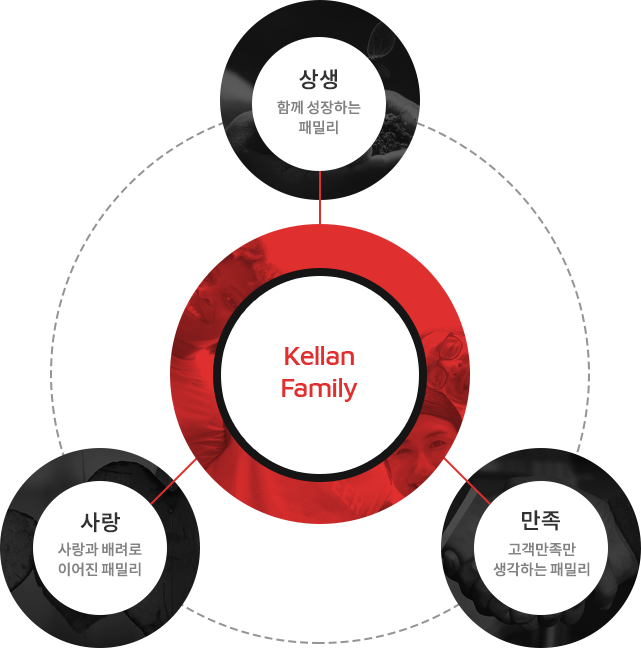 상생
함께 성장하는
패밀리
Kellan
Family
사랑
사랑과 배려로
이어진 패밀리
만족
고객만족만
생각하는 패밀리